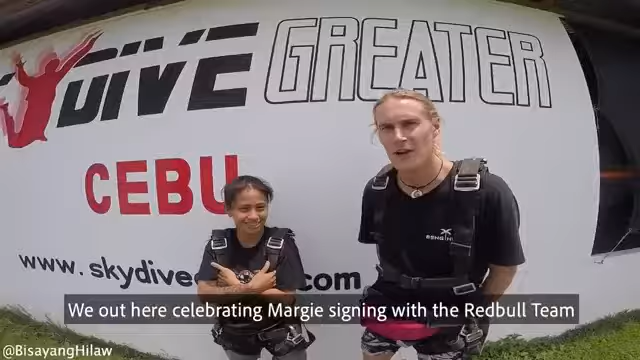 DIVE GREATER
CEBU
www.skydive
com
We out here celebrating Margie signing with the Redbull Team
@BisayangHilaw